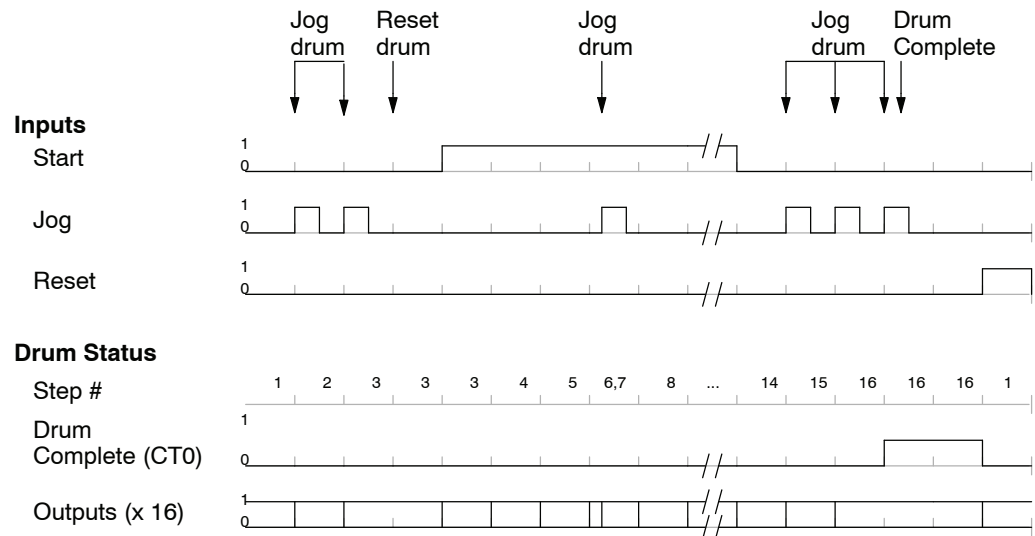 Jog drum
Reset drum
Jog drum
Jog drum
Drum Complete
Inputs
Start
1
0
Jog
1
0
Reset
1
0
Drum Status
Step #
1 2 3 3 3 4 5 6,7 8 ... 14 15 16 16 16 1
Drum Complete (CT0)
1
0
Outputs (x 16)
1
0